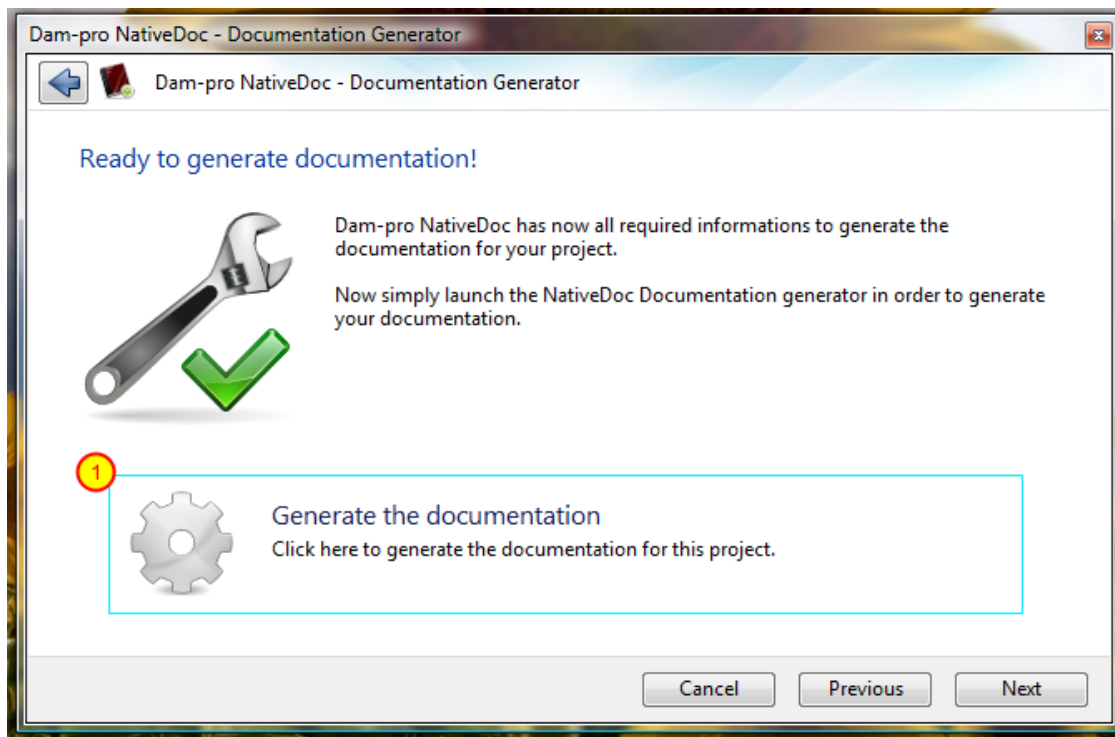 Dam-pro NativeDoc - Documentation Generator
Dam-pro NativeDoc - Documentation Generator
Ready to generate documentation!
Dam-pro NativeDoc has now all required informations to generate the
documentation for your project.
Now simply launch the NativeDoc Documentation generator in order to generate
your documentation.
1
Generate the documentation
Click here to generate the documentation for this project.
Cancel
Previous
Next